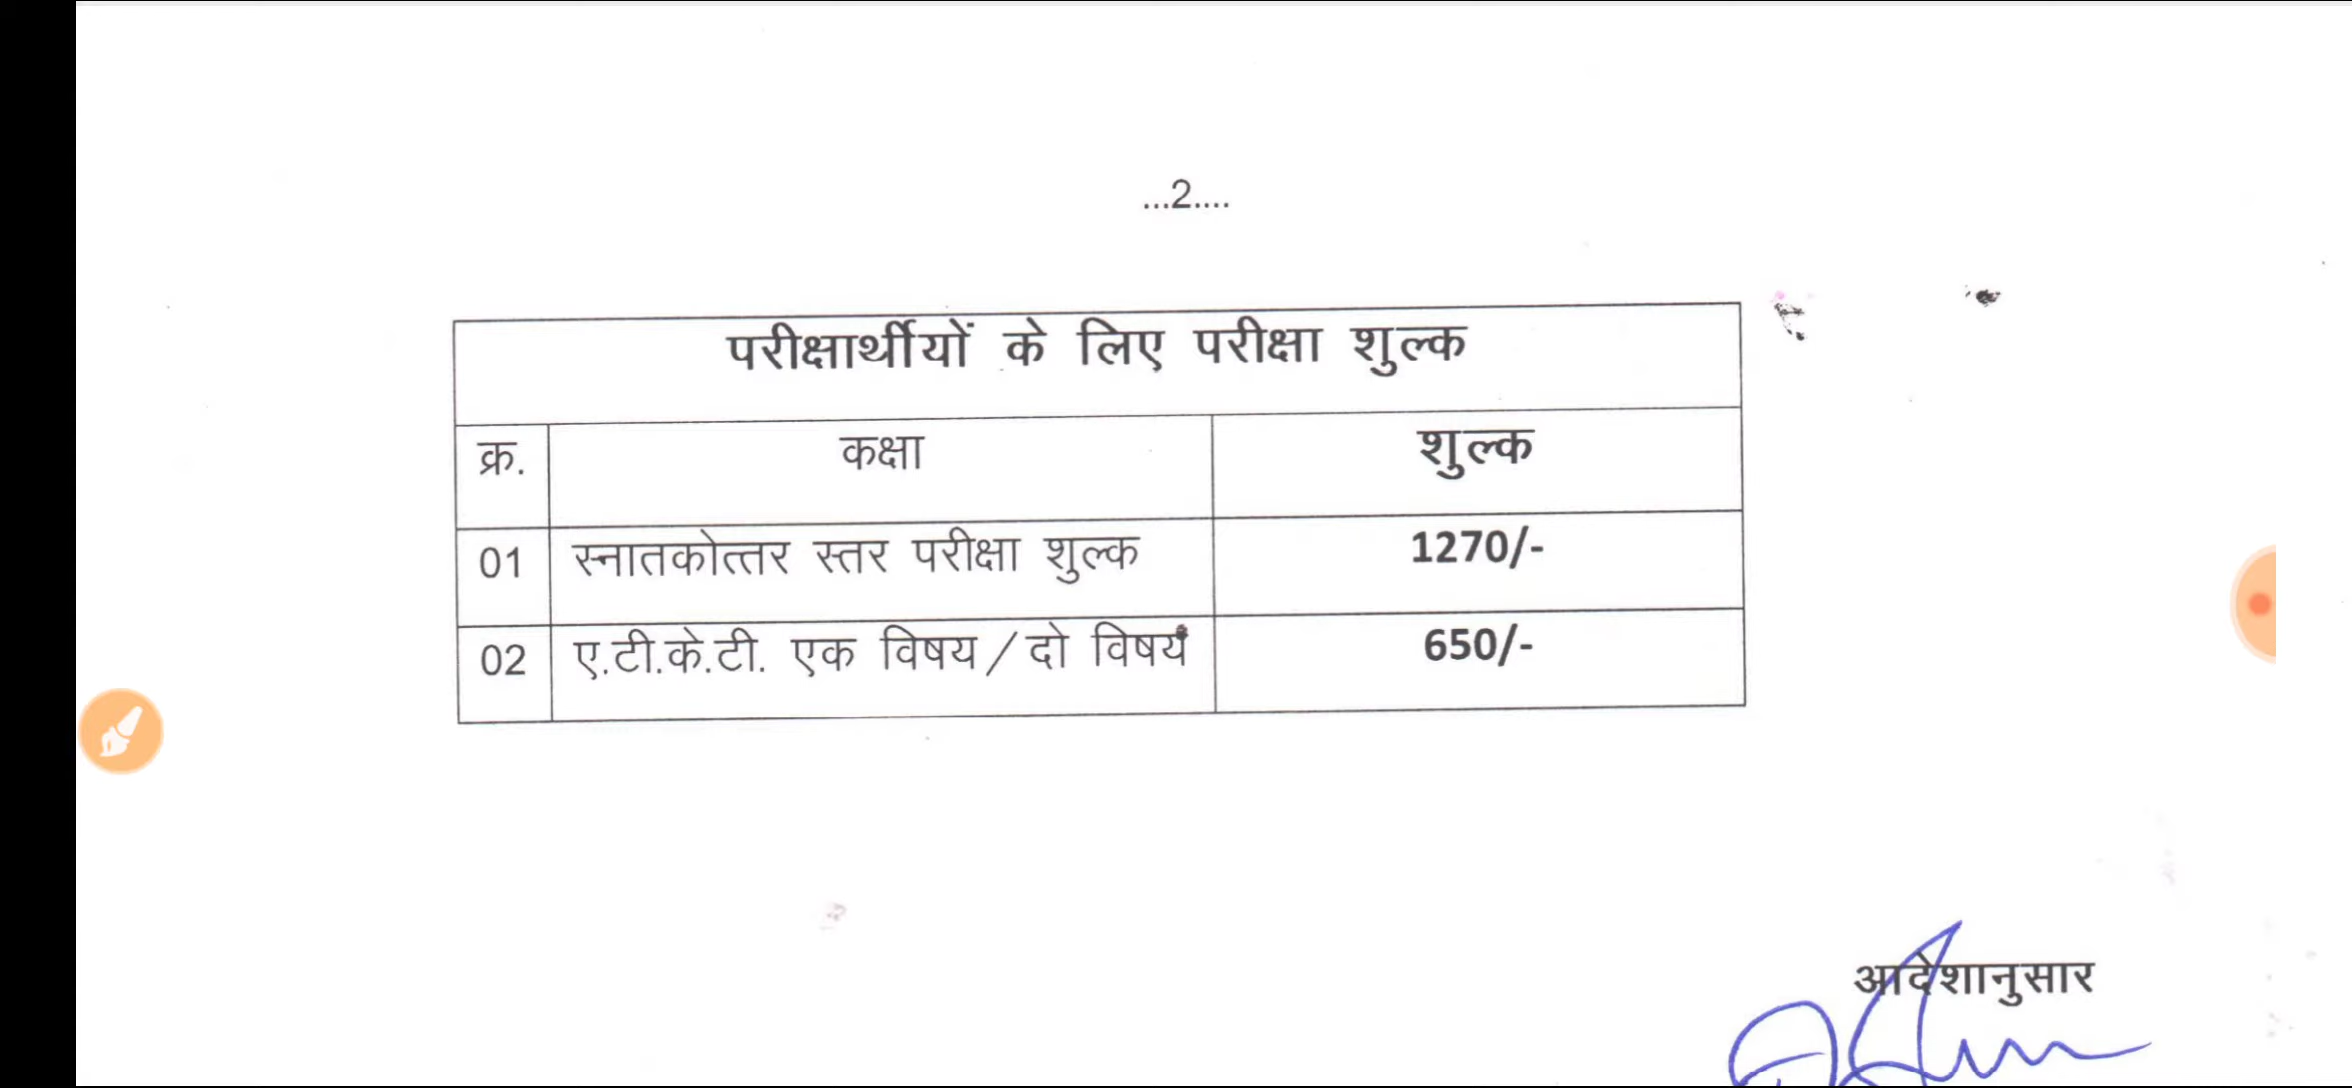 ...2....
परीक्षार्थीयों के लिए परीक्षा शुल्क
क्र. कक्षा शुल्क
01 स्नातकोत्तर स्तर परीक्षा शुल्क 1270/-
02 ए.टी.के.टी. एक विषय/दो विषय 650/-
आदेशानुसार